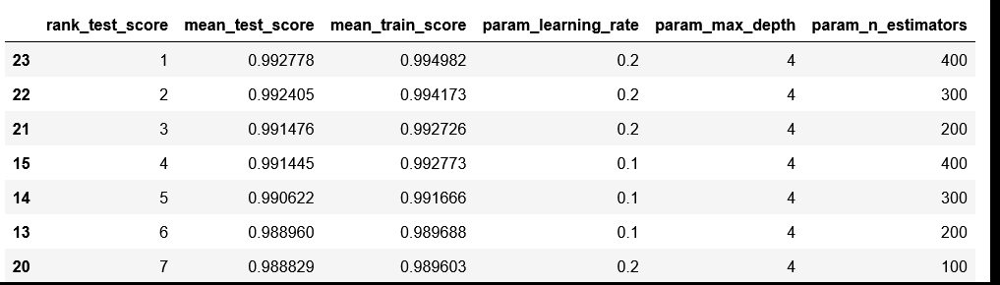 rank_test_score mean_test_score mean_train_score param_learning_rate param_max_depth param_n_estimators
23 1 0.992778 0.994982 0.2 4 400
22 2 0.992405 0.994173 0.2 4 300
21 3 0.991476 0.992726 0.2 4 200
15 4 0.991445 0.992773 0.1 4 400
14 5 0.990622 0.991666 0.1 4 300
13 6 0.988960 0.989688 0.1 4 200
20 7 0.988829 0.989603 0.2 4 100